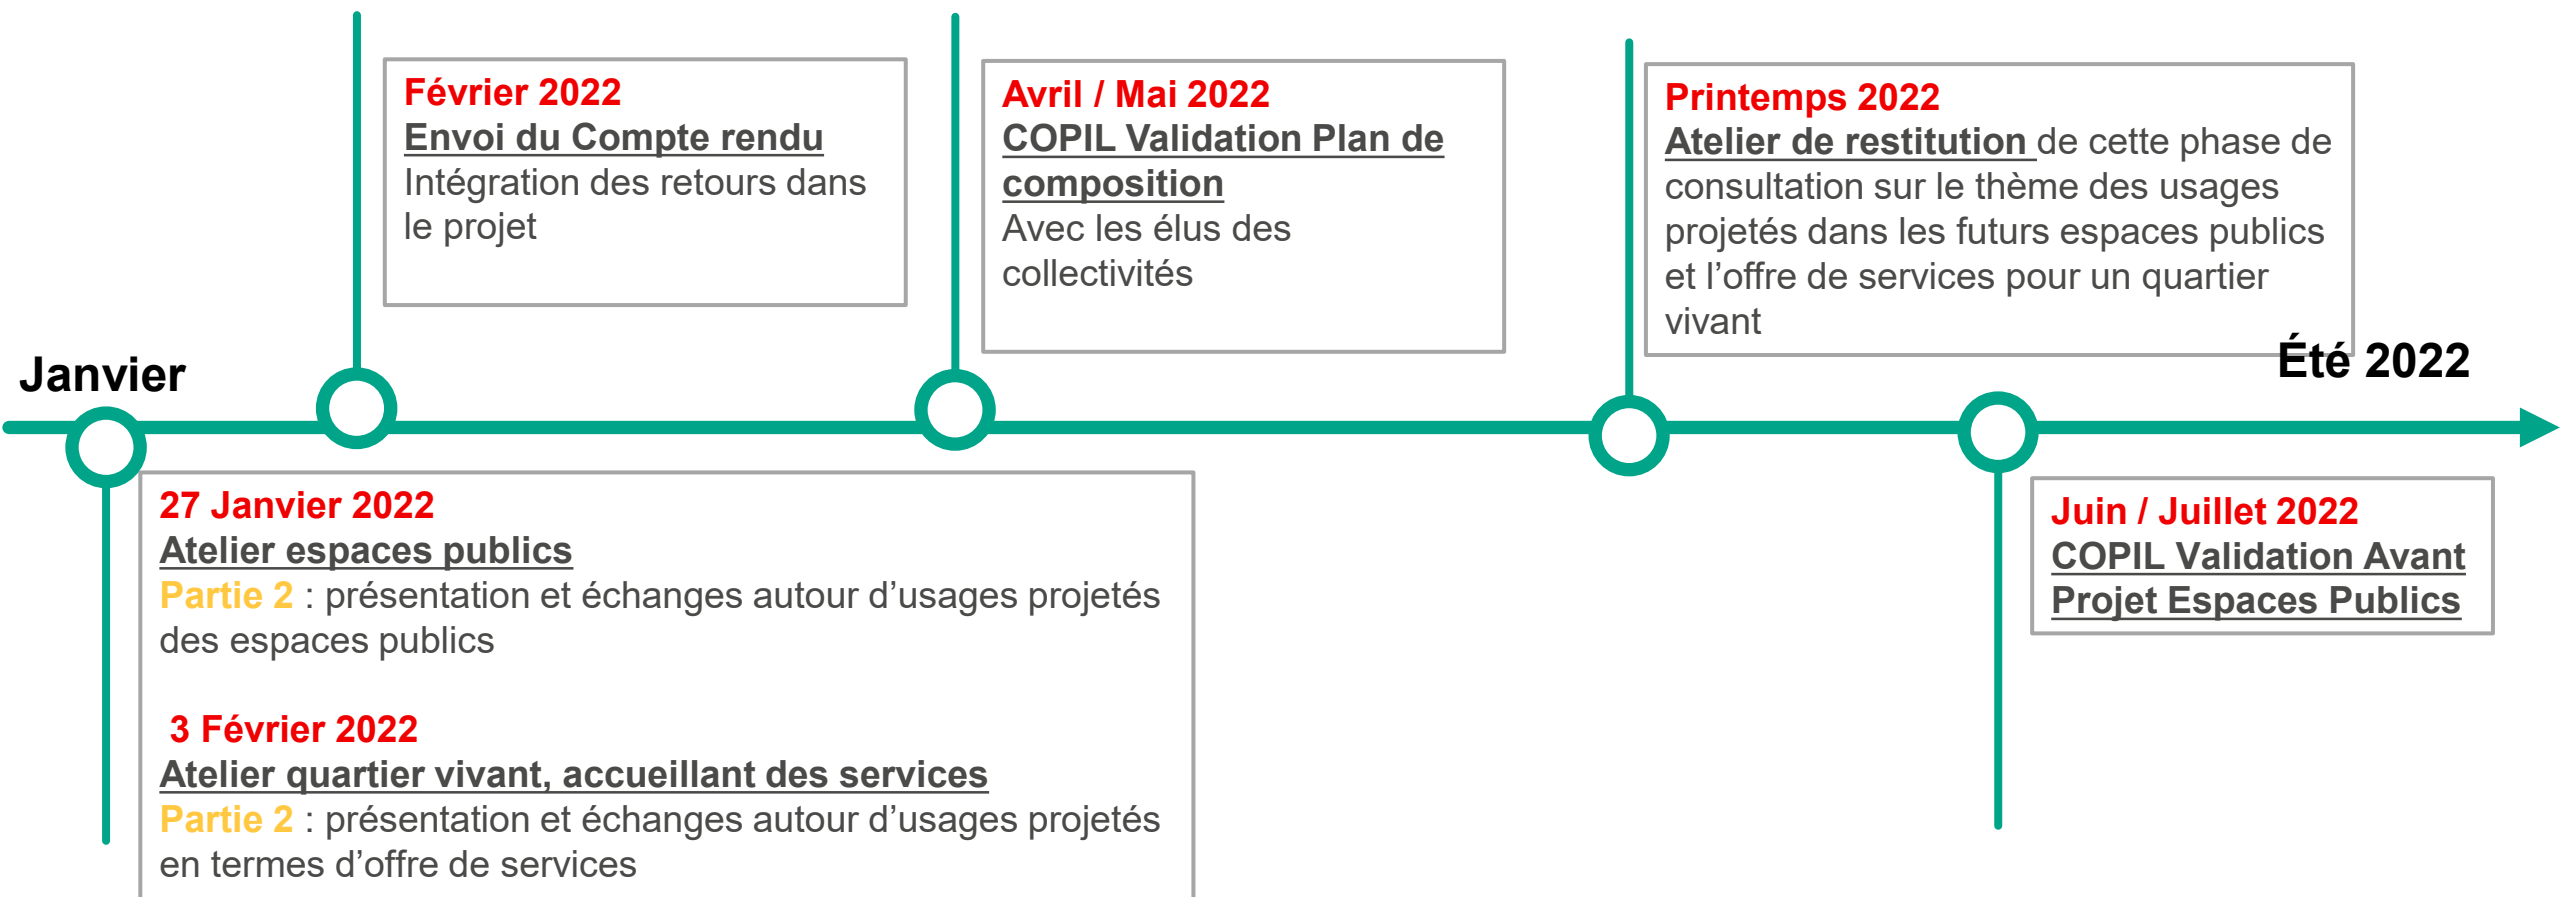 Février 2022
Envoi du Compte rendu
Intégration des retours dans
le projet
Avril / Mai 2022
COPIL Validation Plan de
composition
Avec les élus des
collectivités
Printemps 2022
Atelier de restitution de cette phase de
consultation sur le thème des usages
projetés dans les futurs espaces publics
et l’offre de services pour un quartier
vivant
Janvier
Été 2022
27 Janvier 2022
Atelier espaces publics
Partie 2 : présentation et échanges autour d’usages projetés
des espaces publics
3 Février 2022
Atelier quartier vivant, accueillant des services
Partie 2 : présentation et échanges autour d’usages projetés
en termes d’offre de services
Juin / Juillet 2022
COPIL Validation Avant
Projet Espaces Publics